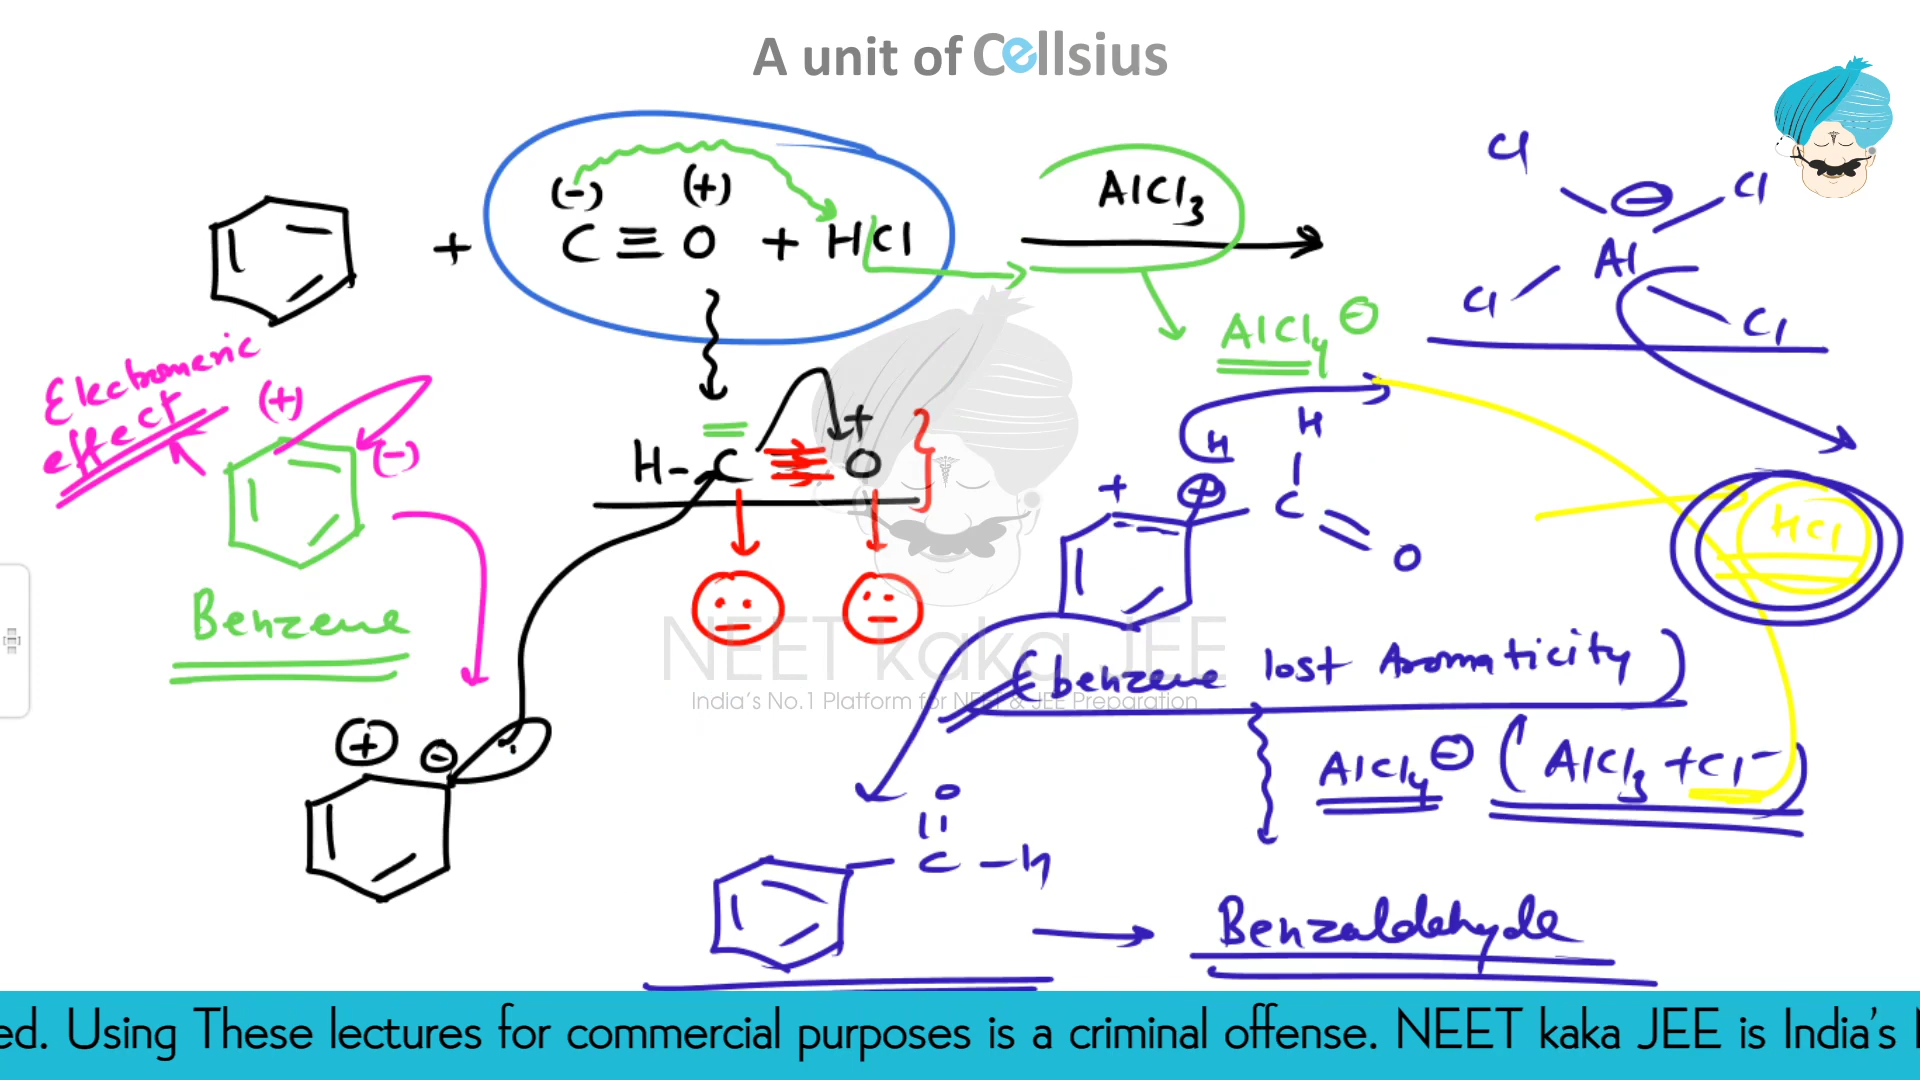 A unit of Cellsius
(-) (+)
C ≡ O + HCl
AlCl3
+
AlCl4 ⊖
Cl
⊖ Cl
Al
Cl
Cl
Electromeric
effect
(+)
(-)
Benzene
=
+
H-C≡O
H H
+ ⊕ C
O
HCl
NEET kaka JEE
India's No.1 Platform for NEET & JEE Preparation
(benzene lost Aromaticity)
⊕ ⊖
AlCl4 ⊖ (AlCl3 + Cl-)
O
C-H
Benzaldehyde
ed. Using These lectures for commercial purposes is a criminal offense. NEET kaka JEE is India's